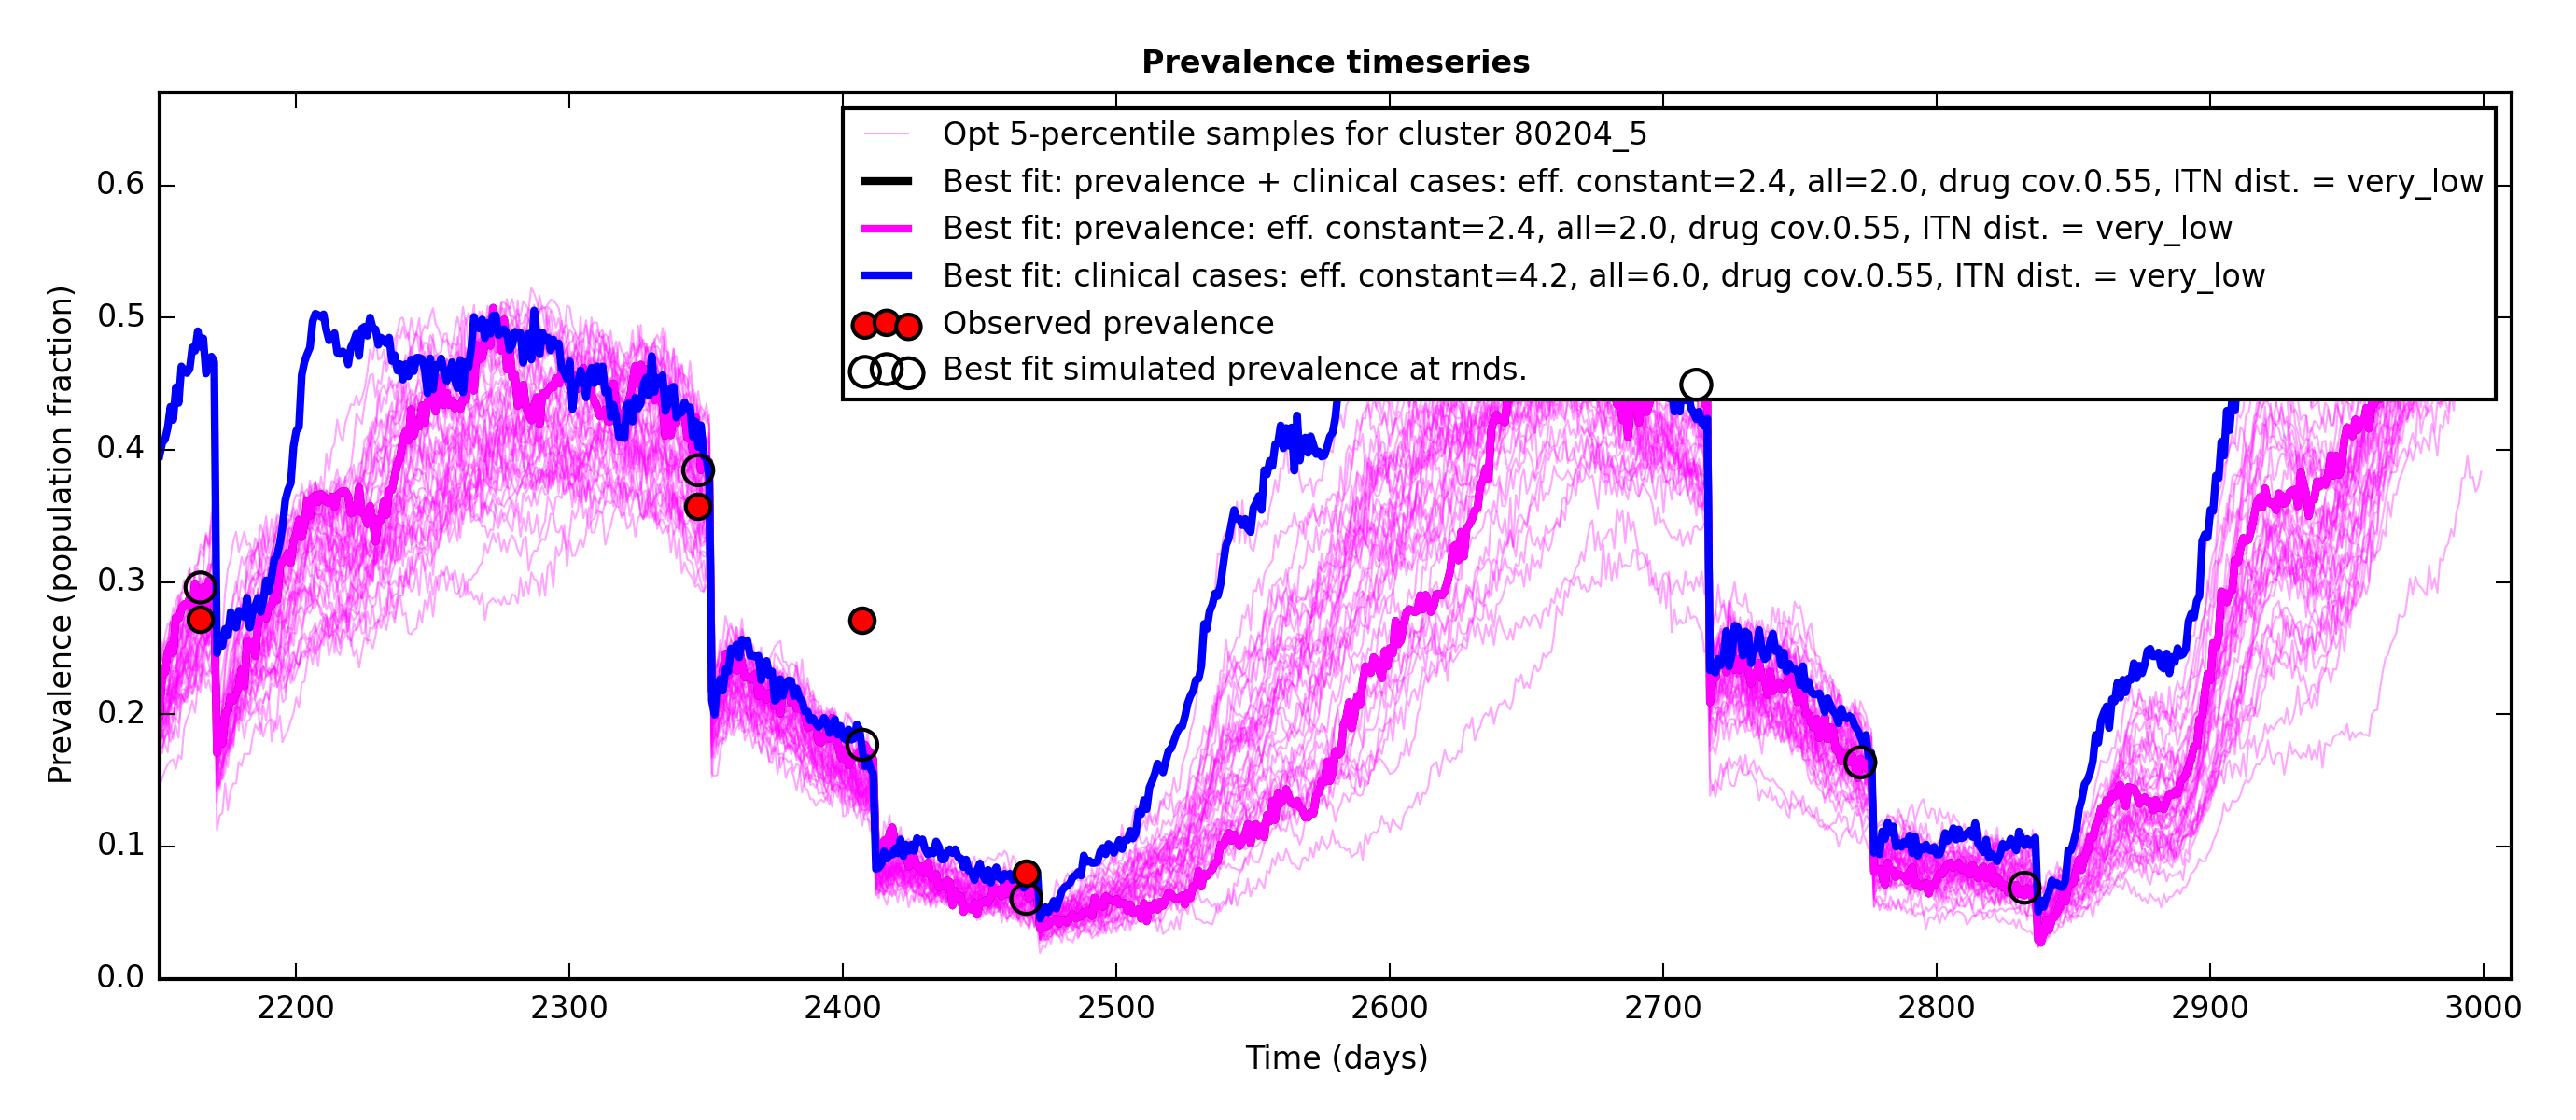 Prevalence timeseries
Opt 5-percentile samples for cluster 80204_5
Best fit: prevalence + clinical cases: eff. constant=2.4, all=2.0, drug cov.0.55, ITN dist. = very_low
Best fit: prevalence: eff. constant=2.4, all=2.0, drug cov.0.55, ITN dist. = very_low
Best fit: clinical cases: eff. constant=4.2, all=6.0, drug cov.0.55, ITN dist. = very_low
Observed prevalence
Best fit simulated prevalence at rnds.
Prevalence (population fraction)
0.6
0.5
0.4
0.3
0.2
0.1
0.0
2200 2300 2400 2500 2600 2700 2800 2900 3000
Time (days)